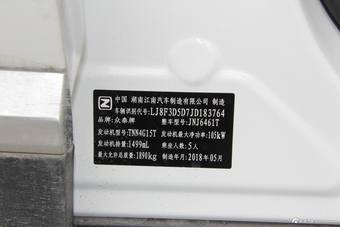 Z 中国 湖南江南汽车制造有限公司 制造
车辆识别代号: LJ8F3D5D7JD183764
品牌: 众泰牌 整车型号: JNJ6461T
发动机型号: TNN4G15T 发动机最大净功率: 105kW
发动机排量: 1499mL 乘坐人数: 5人
最大允许总质量: 1890kg 制造年月: 2018年05月